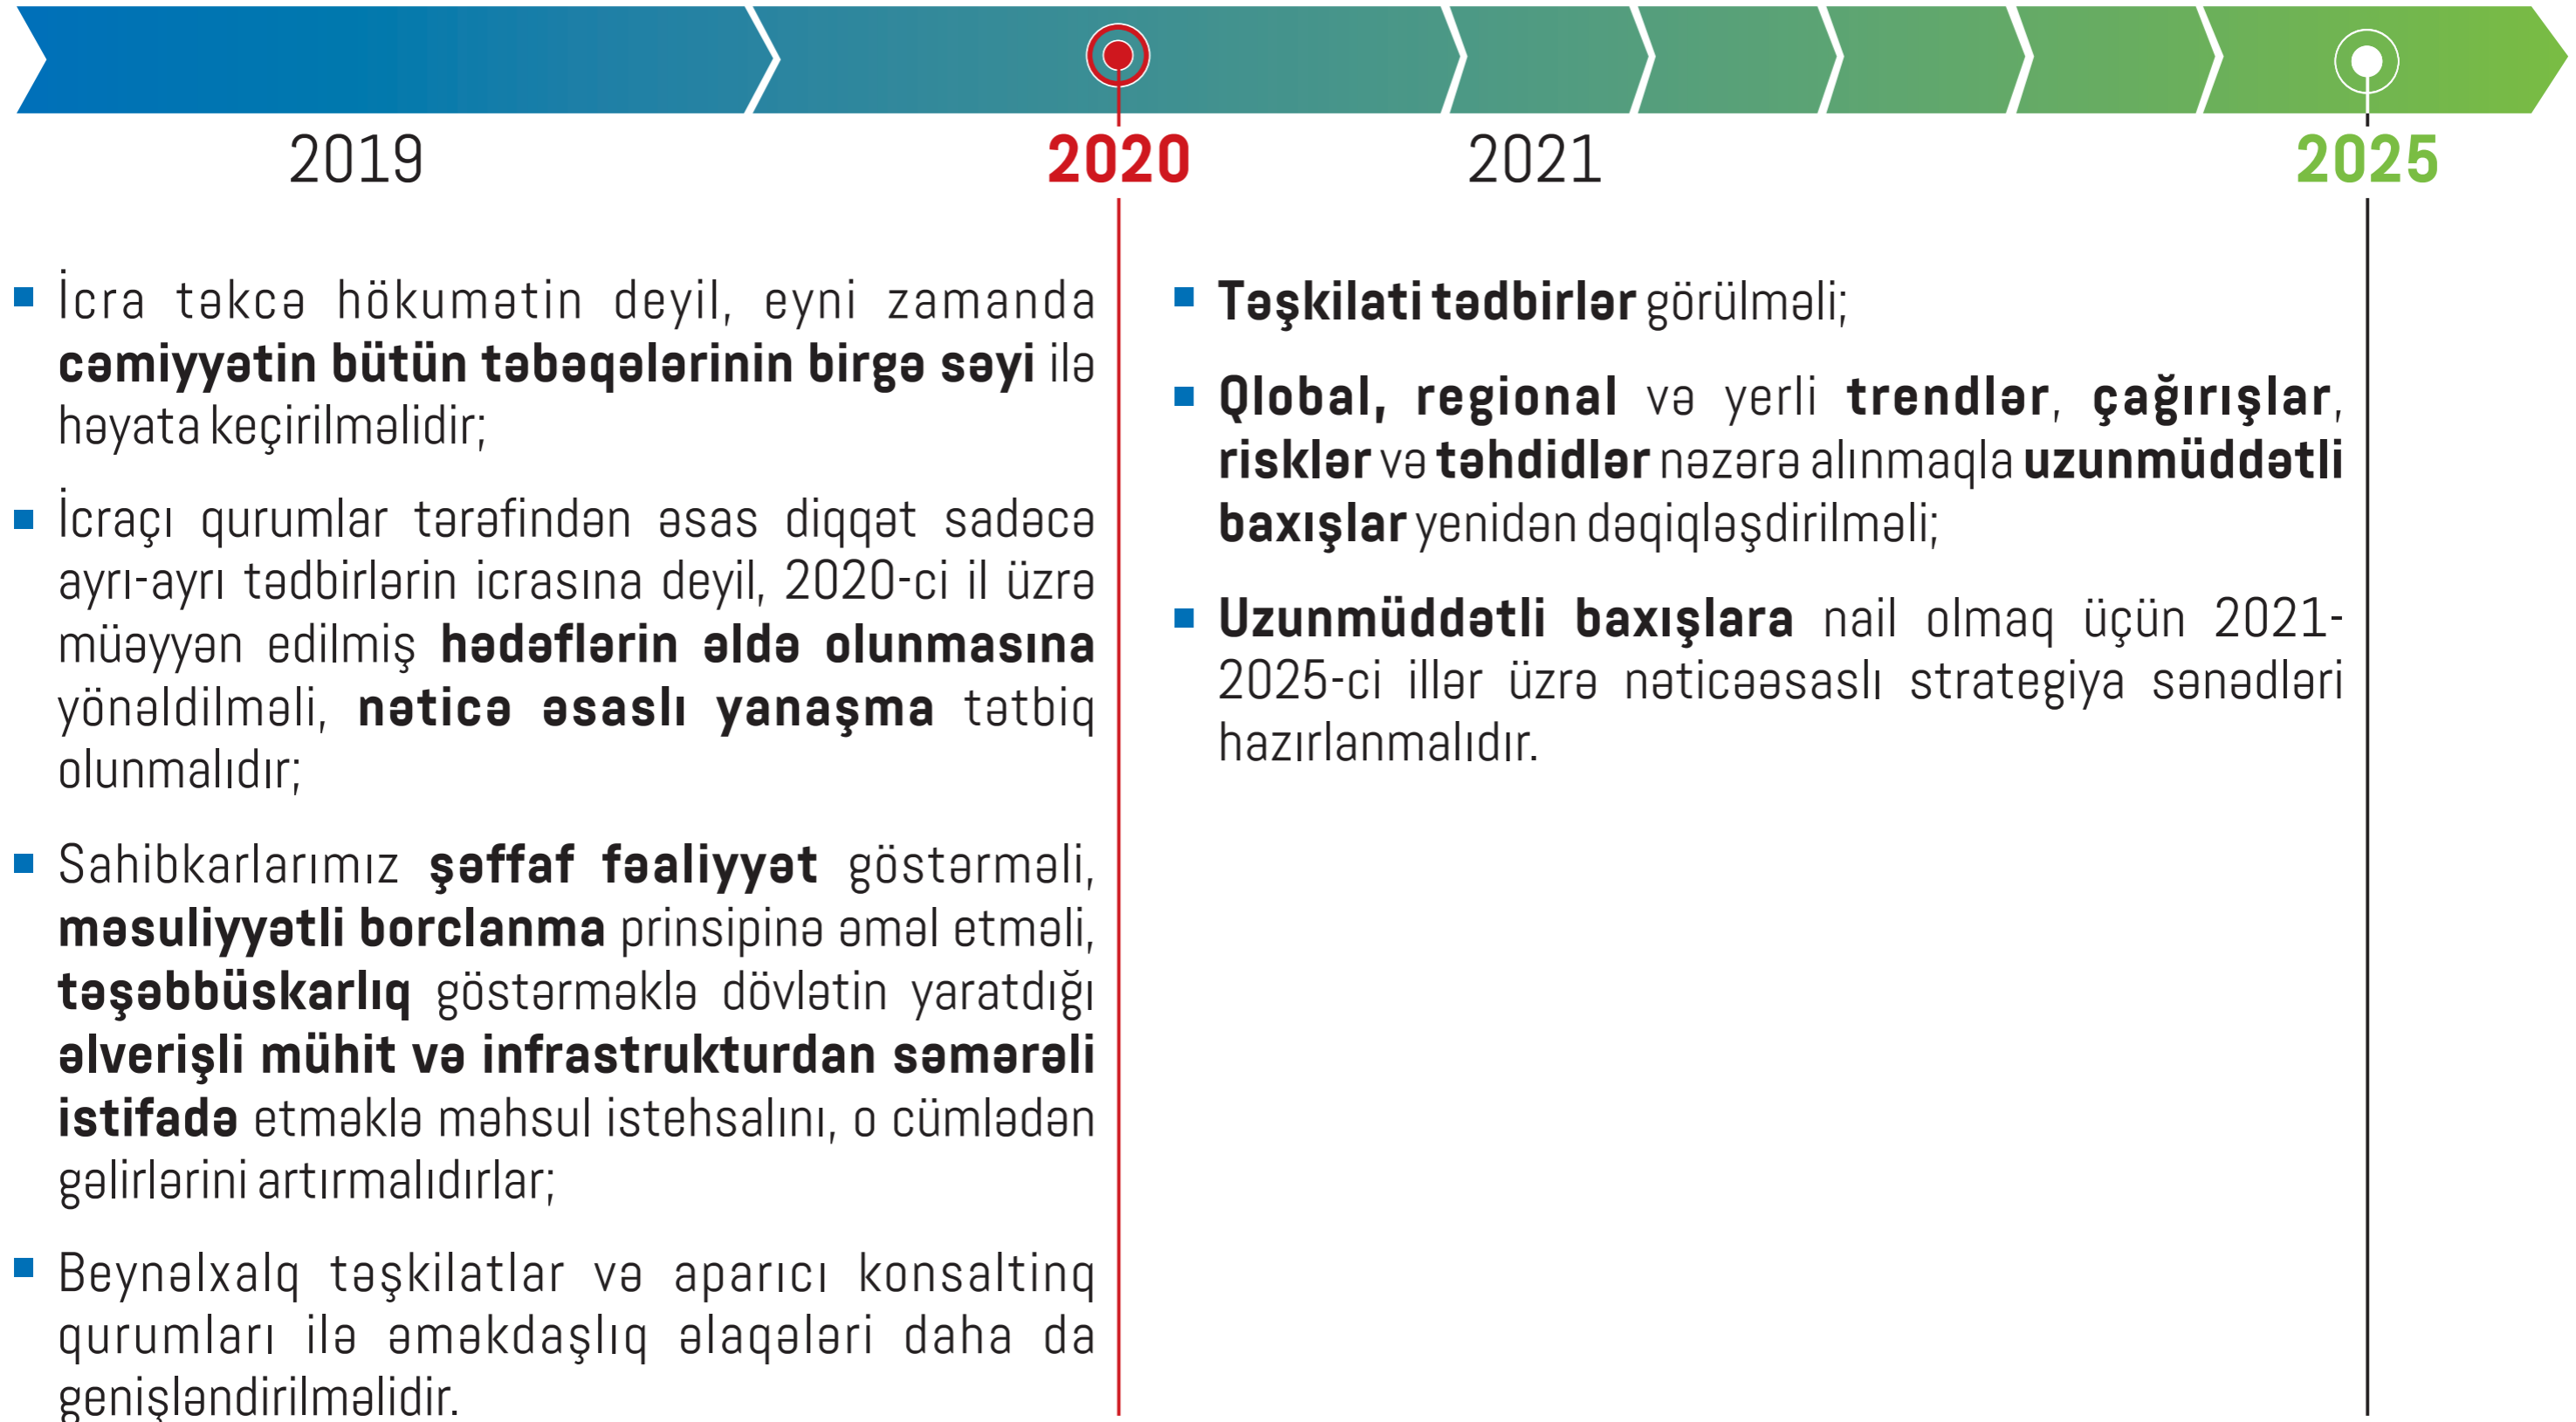 2019
2020
2021
2025
İcra təkcə hökumətin deyil, eyni zamanda
cəmiyyətin bütün təbəqələrinin birgə səyi ilə
həyata keçirilməlidir;
İcraçı qurumlar tərəfindən əsas diqqət sadəcə
ayrı-ayrı tədbirlərin icrasına deyil, 2020-ci il üzrə
müəyyən edilmiş hədəflərin əldə olunmasına
yönəldilməli, nəticə əsaslı yanaşma tətbiq
olunmalıdır;
Sahibkarlarımız şəffaf fəaliyyət göstərməli,
məsuliyyətli borclanma prinsipinə əməl etməli,
təşəbbüskarlıq göstərməklə dövlətin yaratdığı
əlverişli mühit və infrastrukturdan səmərəli
istifadə etməklə məhsul istehsalını, o cümlədən
gəlirlərini artırmalıdırlar;
Beynəlxalq təşkilatlar və aparıcı konsaltinq
qurumları ilə əməkdaşlıq əlaqələri daha da
genişləndirilməlidir.
Təşkilati tədbirlər görülməli;
Qlobal, regional və yerli trendlər, çağırışlar,
risklər və təhdidlər nəzərə alınmaqla uzunmüddətli
baxışlar yenidən dəqiqləşdirilməli;
Uzunmüddətli baxışlara nail olmaq üçün 2021-
2025-ci illər üzrə nəticəəsaslı strategiya sənədləri
hazırlanmalıdır.